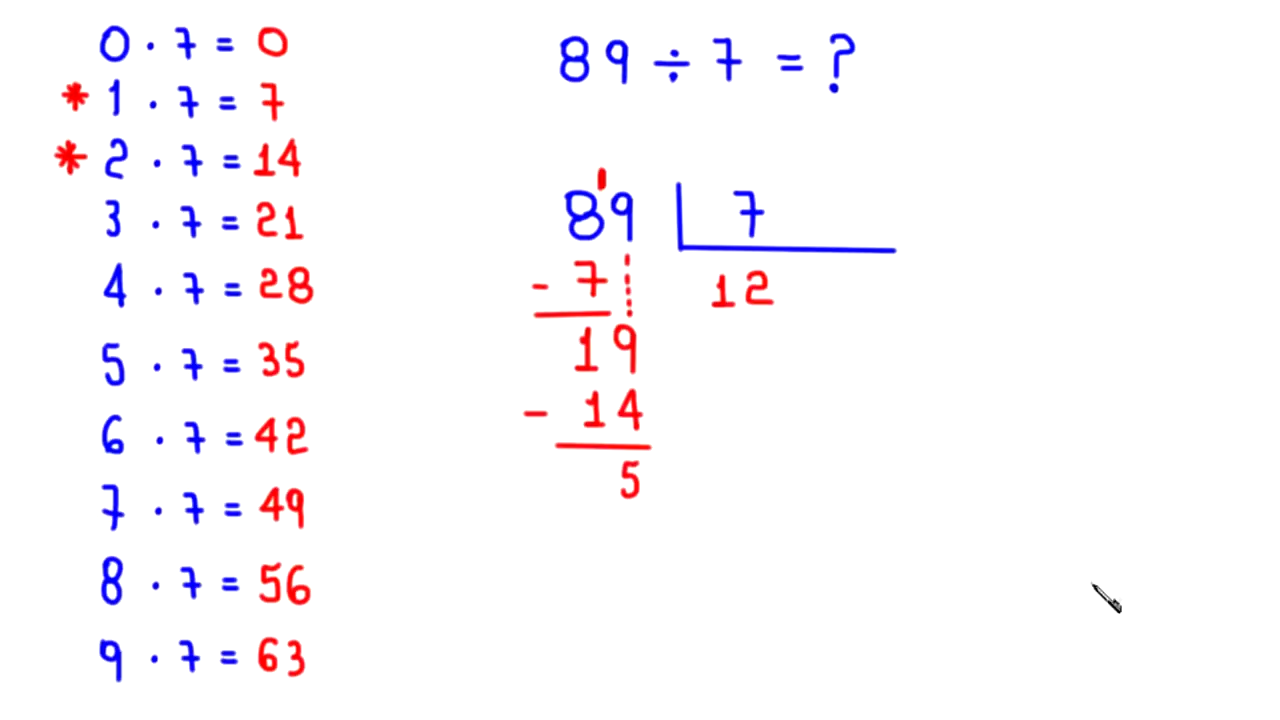 0 · 7 = 0
* 1 · 7 = 7
* 2 · 7 = 14
3 · 7 = 21
4 · 7 = 28
5 · 7 = 35
6 · 7 = 42
7 · 7 = 49
8 · 7 = 56
9 · 7 = 63
89 ÷ 7 = ?
89 7
- 7 12
19
- 14
5